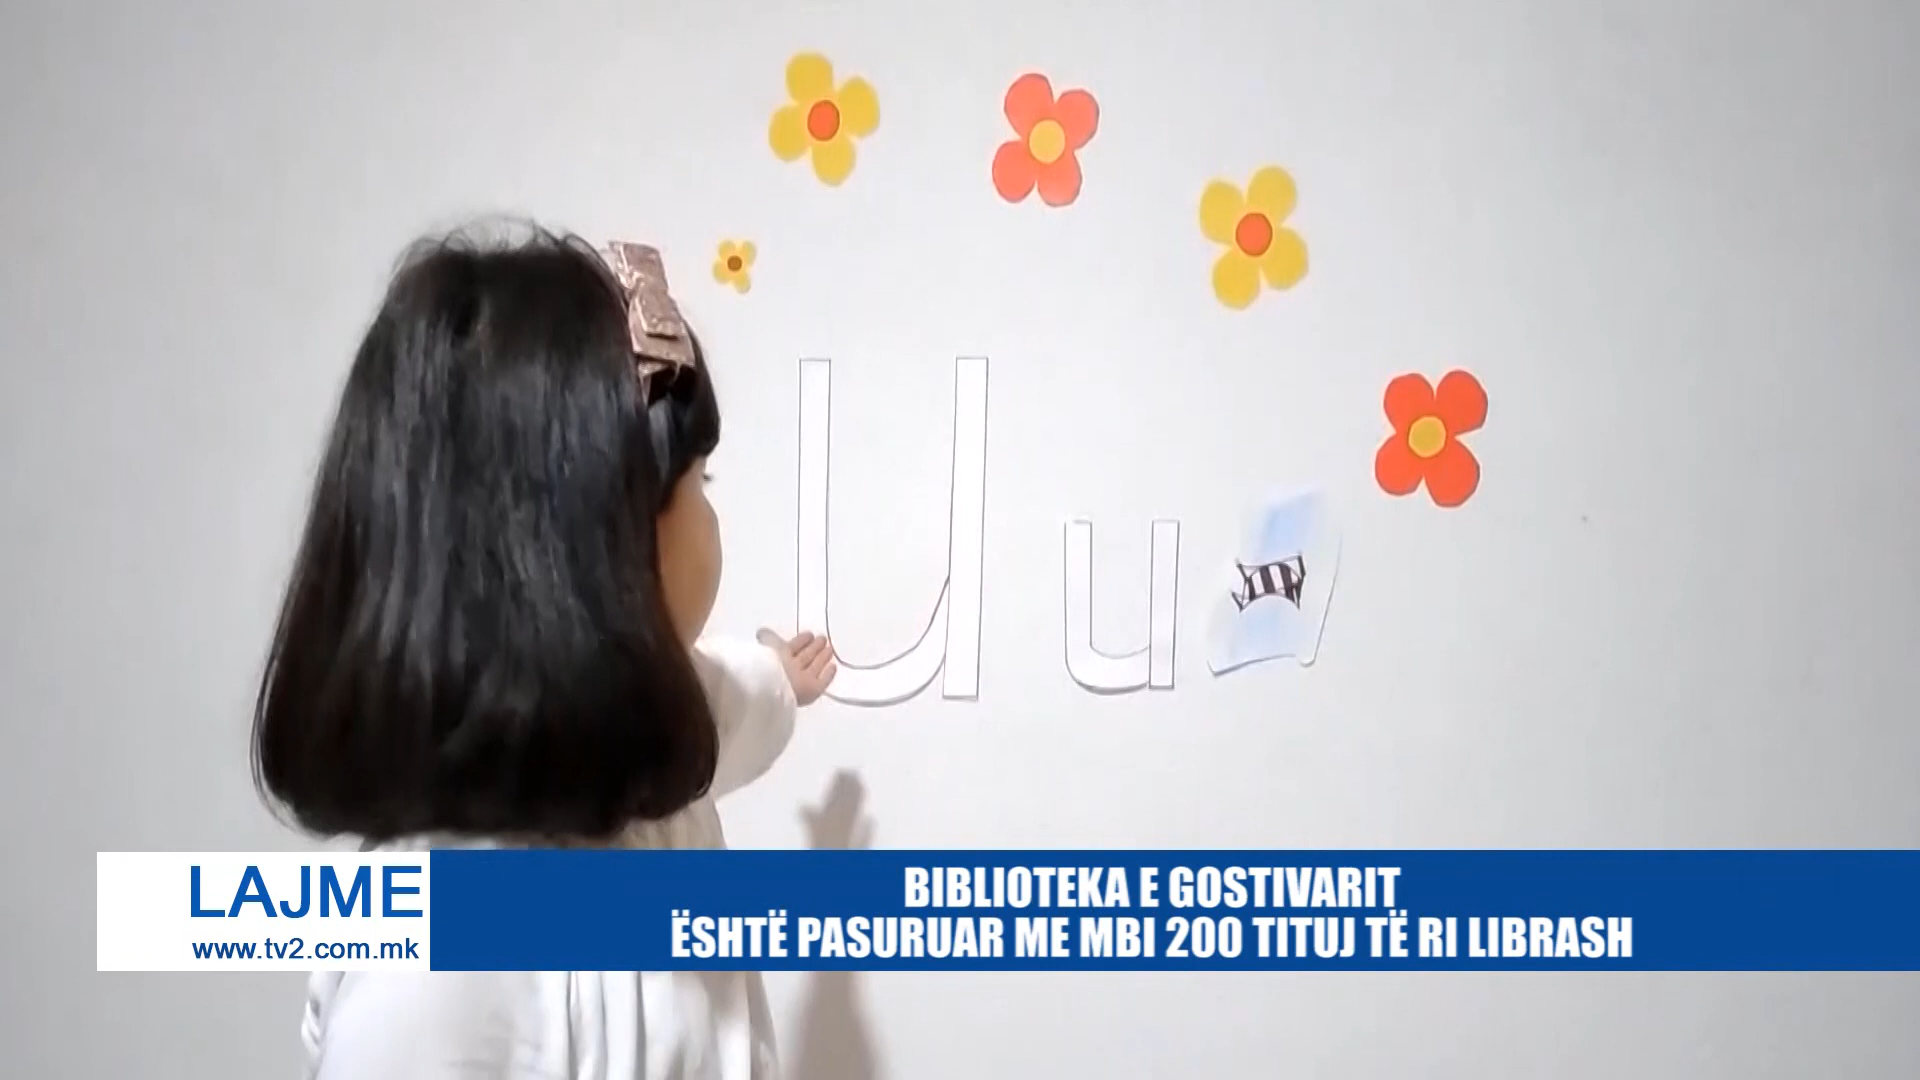 U u
LAJME
www.tv2.com.mk
BIBLIOTEKA E GOSTIVARIT
ËSHTË PASURUAR ME MBI 200 TITUJ TË RI LIBRASH